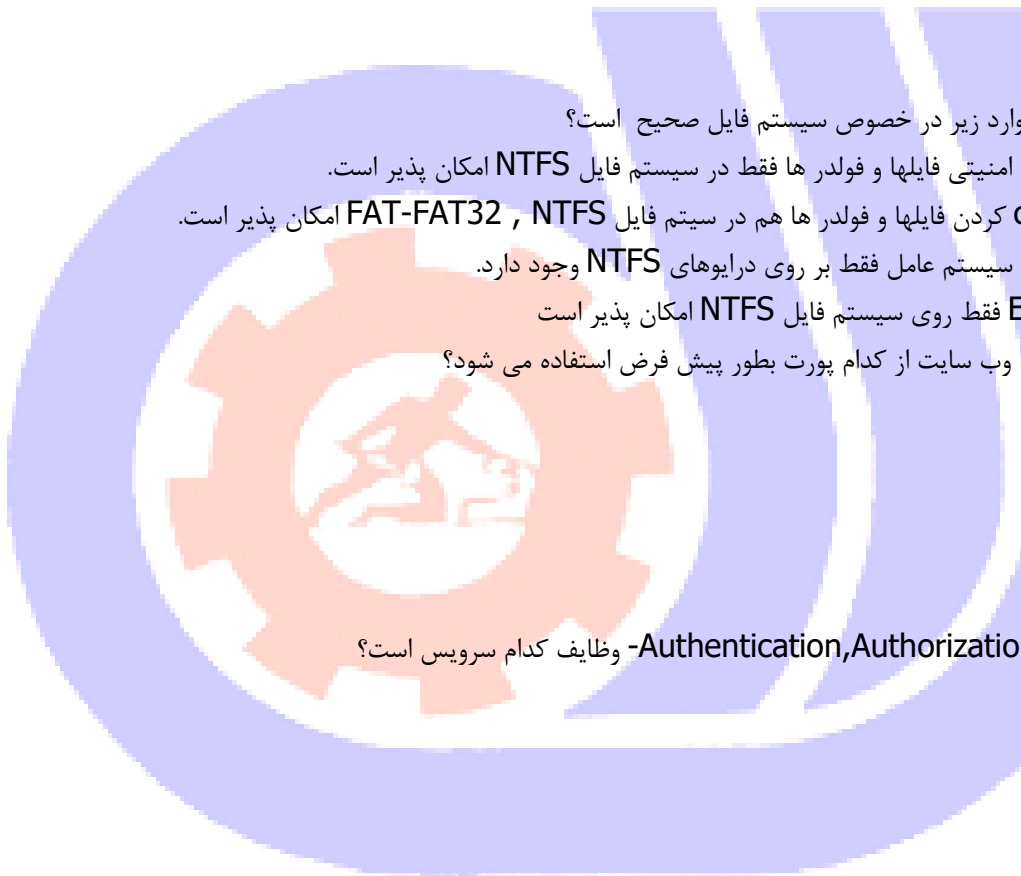 وارد زیر در خصوص سیستم فایل صحیح است؟
امنیتی فایلها و فولدر ها فقط در سیستم فایل NTFS امکان پذیر است.
کردن فایلها و فولدر ها هم در سیتم فایل FAT-FAT32 , NTFS امکان پذیر است.
سیستم عامل فقط بر روی درایوهای NTFS وجود دارد.
E فقط روی سیستم فایل NTFS امکان پذیر است
وب سایت از کدام پورت بطور پیش فرض استفاده می شود؟
-Authentication,Authorizatio وظایف کدام سرویس است؟